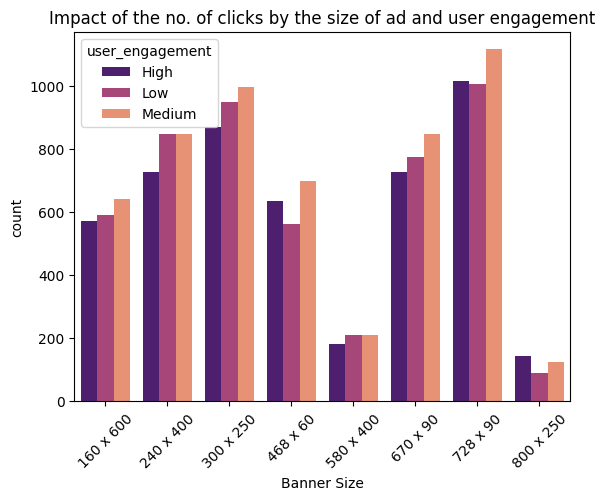 Impact of the no. of clicks by the size of ad and user engagement
user_engagement
High
Low
Medium
count
1000
800
600
400
200
0
160 x 600
240 x 400
300 x 250
468 x 60
580 x 400
670 x 90
728 x 90
800 x 250
Banner Size